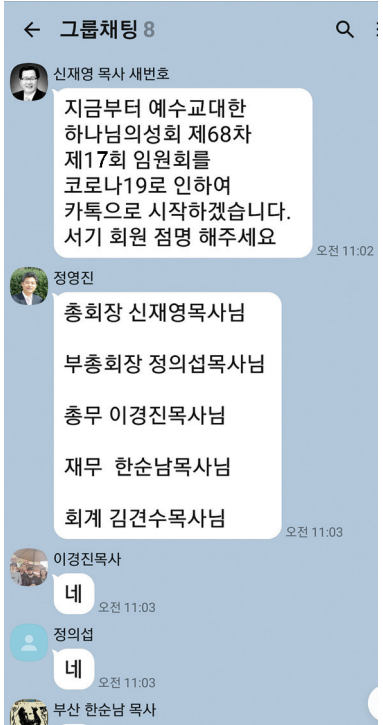 그룹채팅 8
신재영 목사 새번호
지금부터 예수교대한
하나님의성회 제68차
제17회 임원회를
코로나19로 인하여
카톡으로 시작하겠습니다.
서기 회원 점명 해주세요
오전 11:02
정영진
총회장 신재영목사님
부총회장 정의섭목사님
총무 이경진목사님
재무 한순남목사님
회계 김견수목사님
오전 11:03
이경진목사
네
오전 11:03
정의섭
네
오전 11:03
부산 한순남 목사